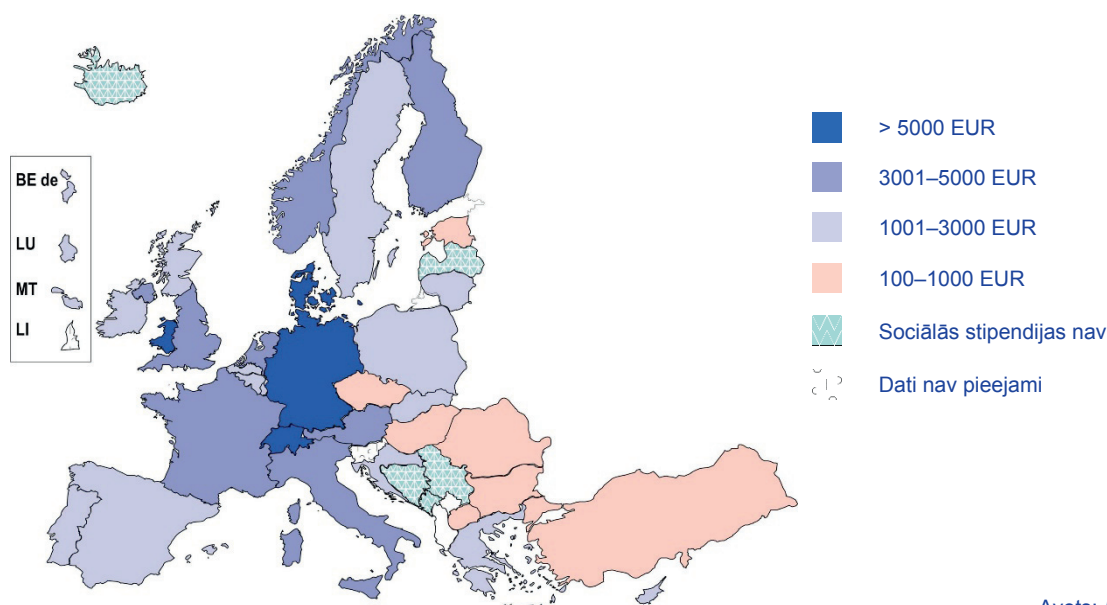 BE de
LU
MT
LI
> 5000 EUR
3001–5000 EUR
1001–3000 EUR
100–1000 EUR
Sociālās stipendijas nav
Dati nav pieejami